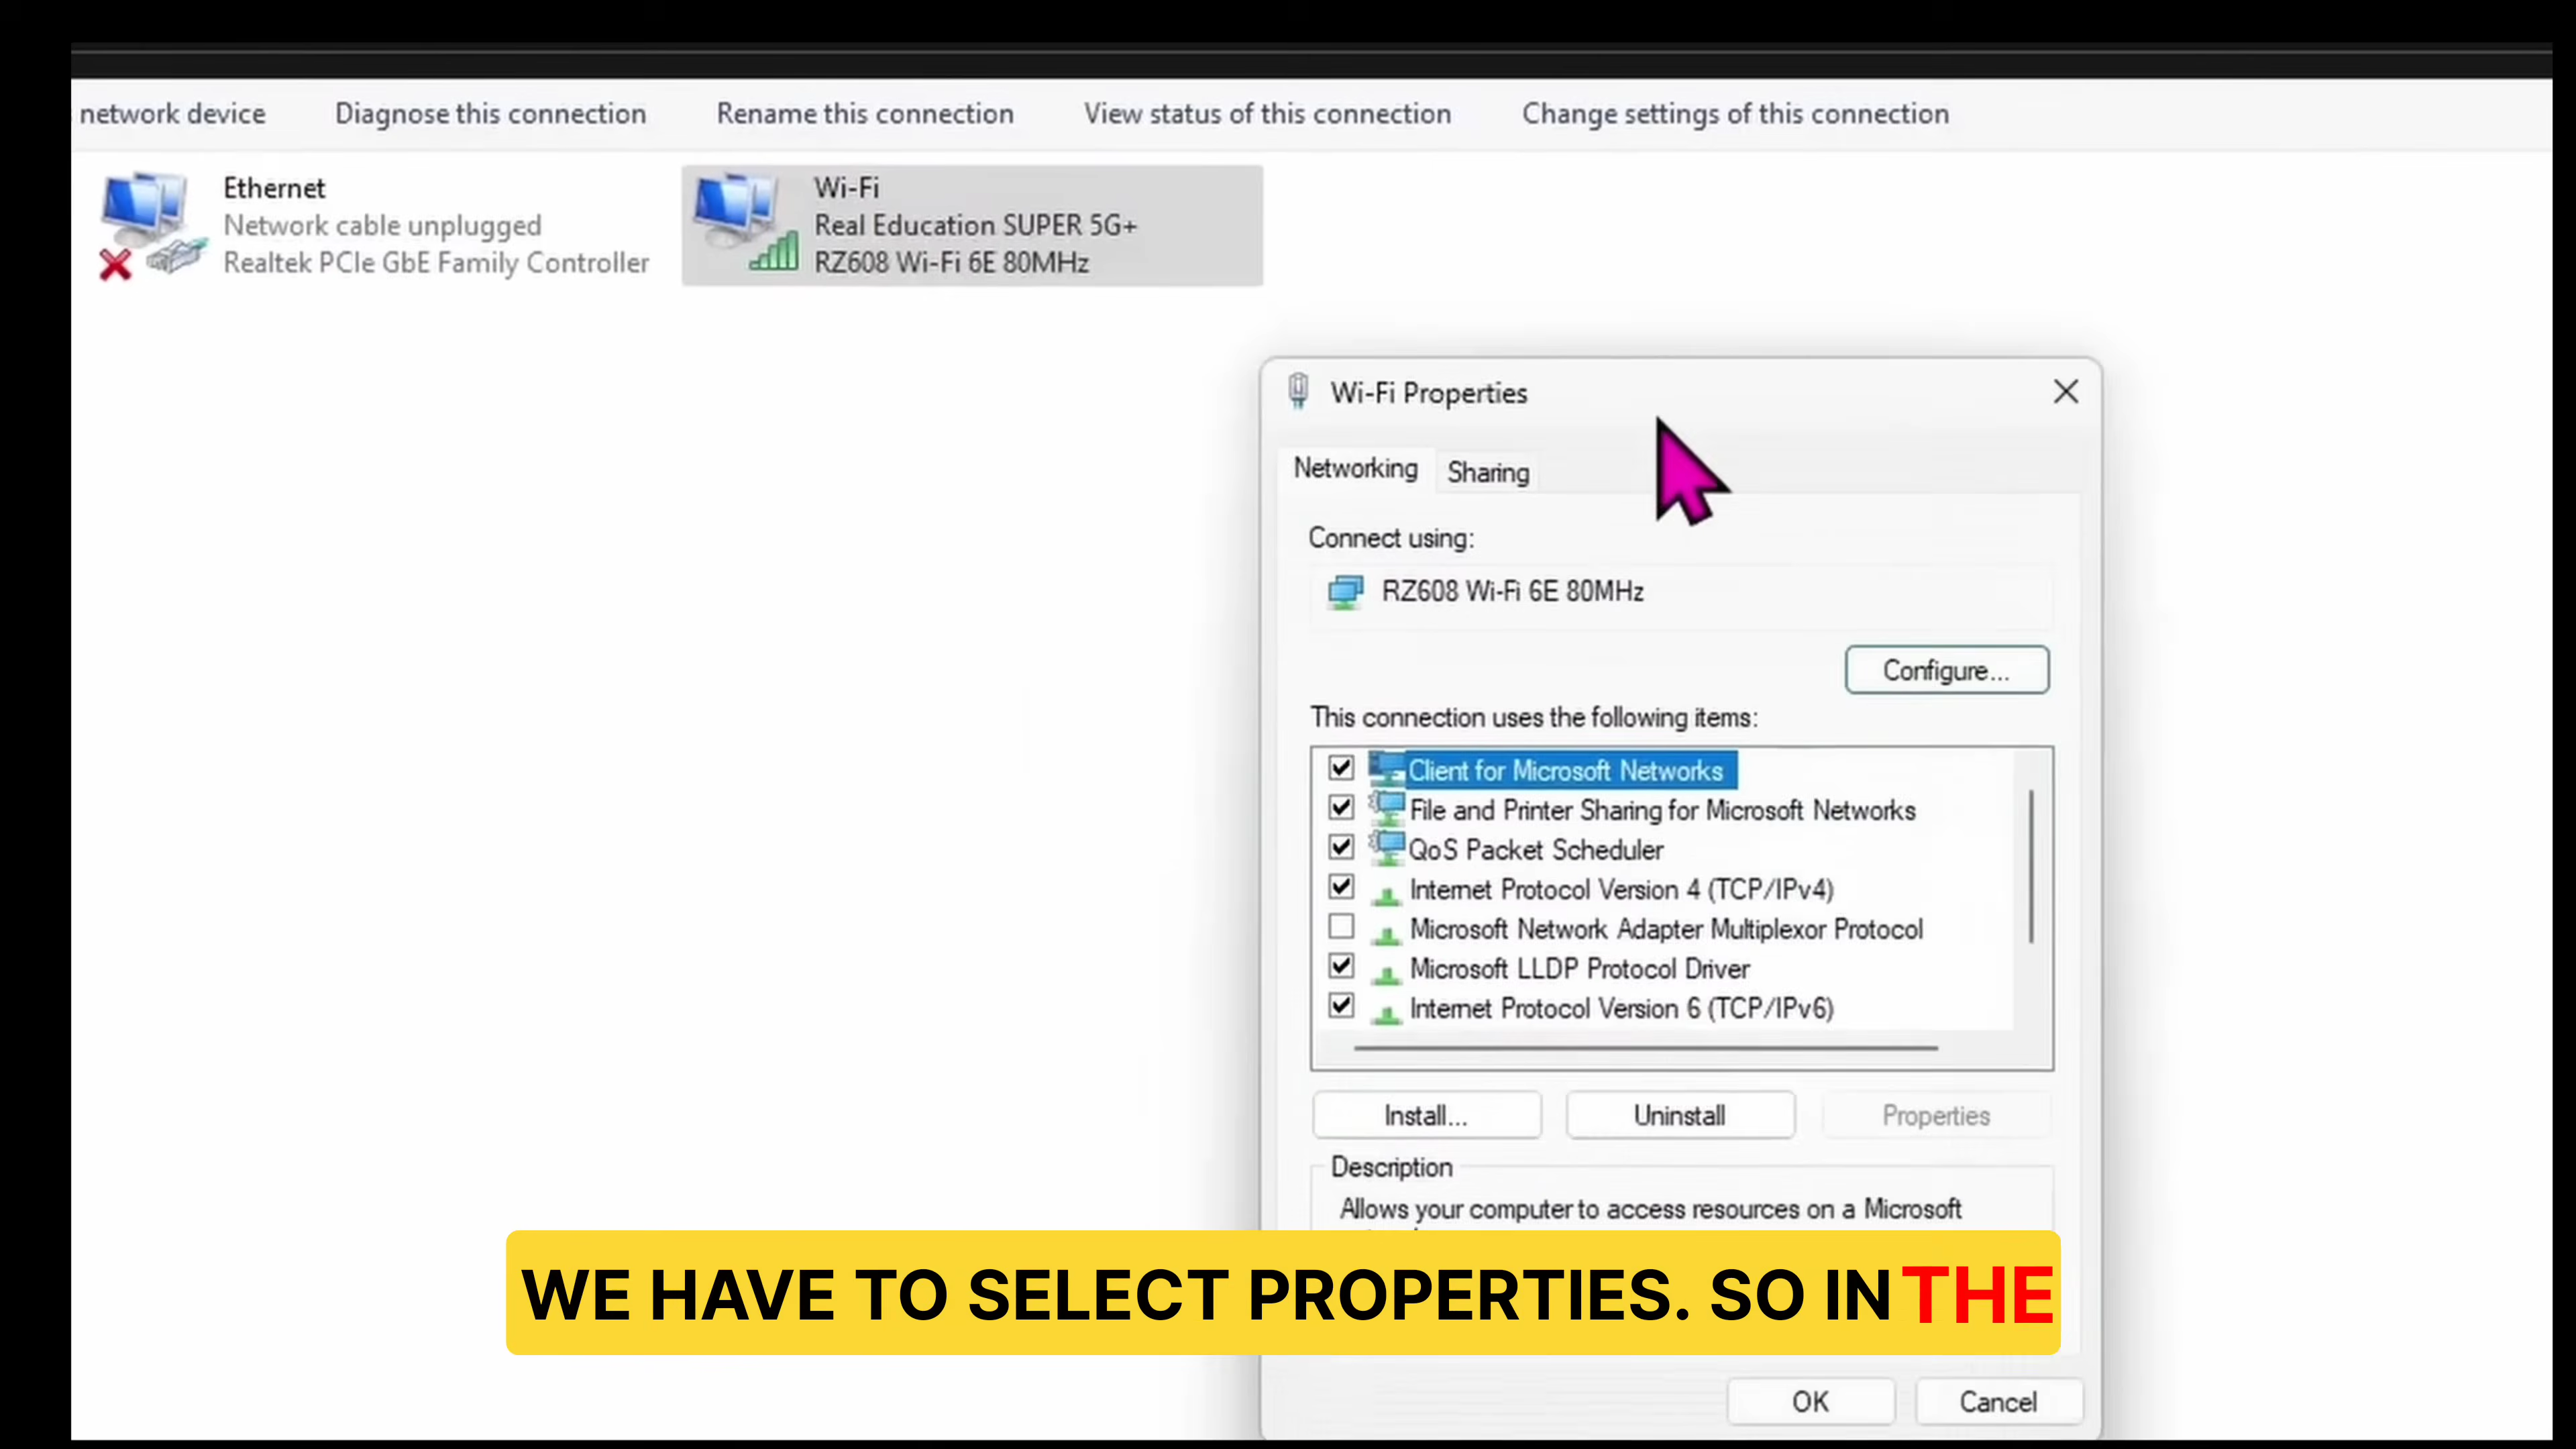 network device Diagnose this connection Rename this connection View status of this connection Change settings of this connection
Ethernet
Network cable unplugged
Realtek PCIe GbE Family Controller
Wi-Fi
Real Education SUPER 5G+
RZ608 Wi-Fi 6E 80MHz
Wi-Fi Properties
Networking Sharing
Connect using:
RZ608 Wi-Fi 6E 80MHz
Configure...
This connection uses the following items:
Client for Microsoft Networks
File and Printer Sharing for Microsoft Networks
QoS Packet Scheduler
Internet Protocol Version 4 (TCP/IPv4)
Microsoft Network Adapter Multiplexor Protocol
Microsoft LLDP Protocol Driver
Internet Protocol Version 6 (TCP/IPv6)
Install... Uninstall Properties
Description
Allows your computer to access resources on a Microsoft
WE HAVE TO SELECT PROPERTIES. SO IN THE
OK Cancel